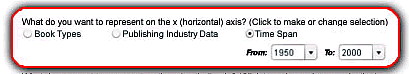 What do you want to represent on the x (horizontal) axis? (Click to make or change selection)
Book Types Publishing Industry Data Time Span
From: 1950 To: 2000